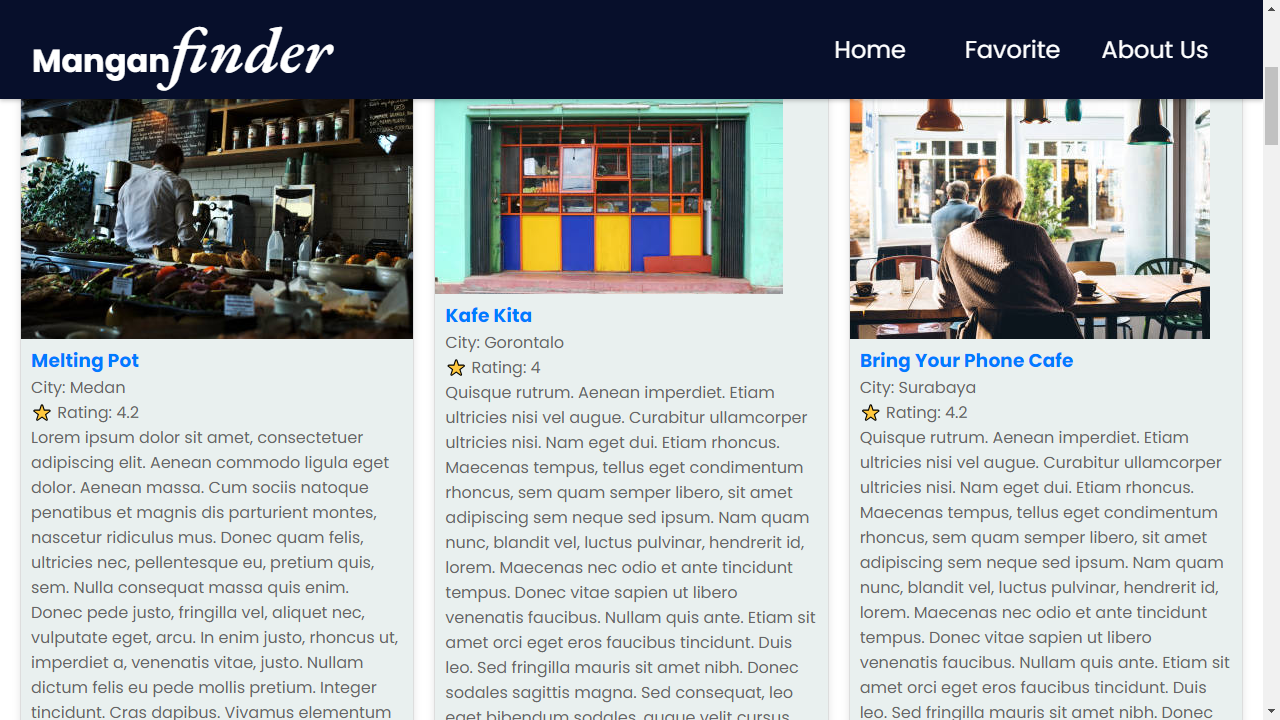 Manganfinder
Home
Favorite
About Us
Melting Pot
City: Medan
Rating: 4.2
Lorem ipsum dolor sit amet, consectetuer
adipiscing elit. Aenean commodo ligula eget
dolor. Aenean massa. Cum sociis natoque
penatibus et magnis dis parturient montes,
nascetur ridiculus mus. Donec quam felis,
ultricies nec, pellentesque eu, pretium quis,
sem. Nulla consequat massa quis enim.
Donec pede justo, fringilla vel, aliquet nec,
vulputate eget, arcu. In enim justo, rhoncus ut,
imperdiet a, venenatis vitae, justo. Nullam
dictum felis eu pede mollis pretium. Integer
tincidunt. Cras dapibus. Vivamus elementum
Kafe Kita
City: Gorontalo
Rating: 4
Quisque rutrum. Aenean imperdiet. Etiam
ultricies nisi vel augue. Curabitur ullamcorper
ultricies nisi. Nam eget dui. Etiam rhoncus.
Maecenas tempus, tellus eget condimentum
rhoncus, sem quam semper libero, sit amet
adipiscing sem neque sed ipsum. Nam quam
nunc, blandit vel, luctus pulvinar, hendrerit id,
lorem. Maecenas nec odio et ante tincidunt
tempus. Donec vitae sapien ut libero
venenatis faucibus. Nullam quis ante. Etiam sit
amet orci eget eros faucibus tincidunt. Duis
leo. Sed fringilla mauris sit amet nibh. Donec
sodales sagittis magna. Sed consequat, leo
eget bibendum sodales, augue velit cursus
Bring Your Phone Cafe
City: Surabaya
Rating: 4.2
Quisque rutrum. Aenean imperdiet. Etiam
ultricies nisi vel augue. Curabitur ullamcorper
ultricies nisi. Nam eget dui. Etiam rhoncus.
Maecenas tempus, tellus eget condimentum
rhoncus, sem quam semper libero, sit amet
adipiscing sem neque sed ipsum. Nam quam
nunc, blandit vel, luctus pulvinar, hendrerit id,
lorem. Maecenas nec odio et ante tincidunt
tempus. Donec vitae sapien ut libero
venenatis faucibus. Nullam quis ante. Etiam sit
amet orci eget eros faucibus tincidunt. Duis
leo. Sed fringilla mauris sit amet nibh. Donec